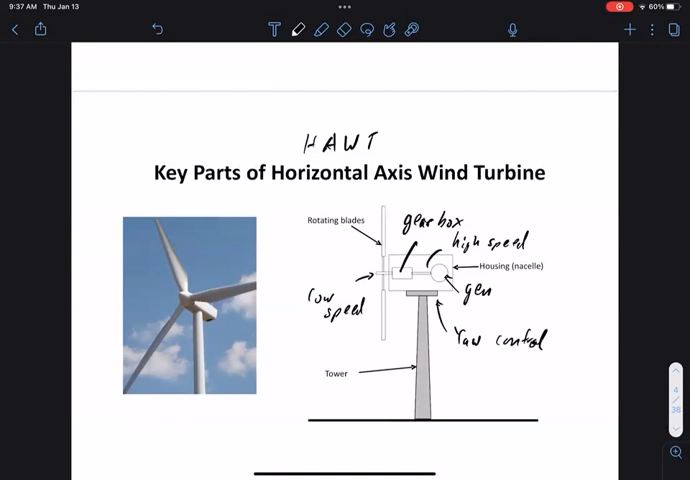 9:37 AM Thu Jan 13
60%
HAWT
Key Parts of Horizontal Axis Wind Turbine
Rotating blades
gear box
high speed
Housing (nacelle)
low speed
gen
Yaw control
Tower
4
/
38